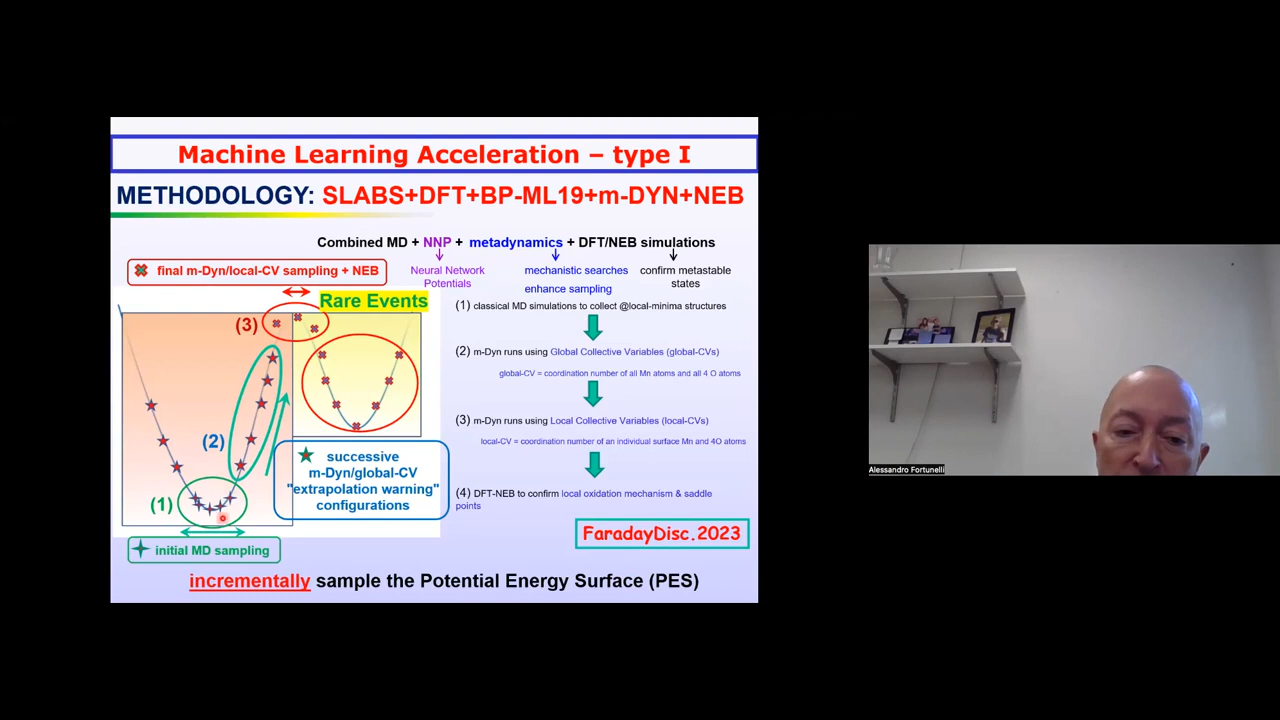 Machine Learning Acceleration – type I
METHODOLOGY: SLABS+DFT+BP-ML19+m-DYN+NEB
Combined MD + NNP + metadynamics + DFT/NEB simulations
Neural Network
Potentials
mechanistic searches
enhance sampling
confirm metastable
states
final m-Dyn/local-CV sampling + NEB
Rare Events
(3)
(2)
(1)
successive
m-Dyn/global-CV
"extrapolation warning"
configurations
initial MD sampling
(1) classical MD simulations to collect @local-minima structures
(2) m-Dyn runs using Global Collective Variables (global-CVs)
global-CV = coordination number of all Mn atoms and all 4 O atoms
(3) m-Dyn runs using Local Collective Variables (local-CVs)
local-CV = coordination number of an individual surface Mn and 4O atoms
(4) DFT-NEB to confirm local oxidation mechanism & saddle
points
FaradayDisc.2023
incrementally sample the Potential Energy Surface (PES)
Alessandro Fortunelli